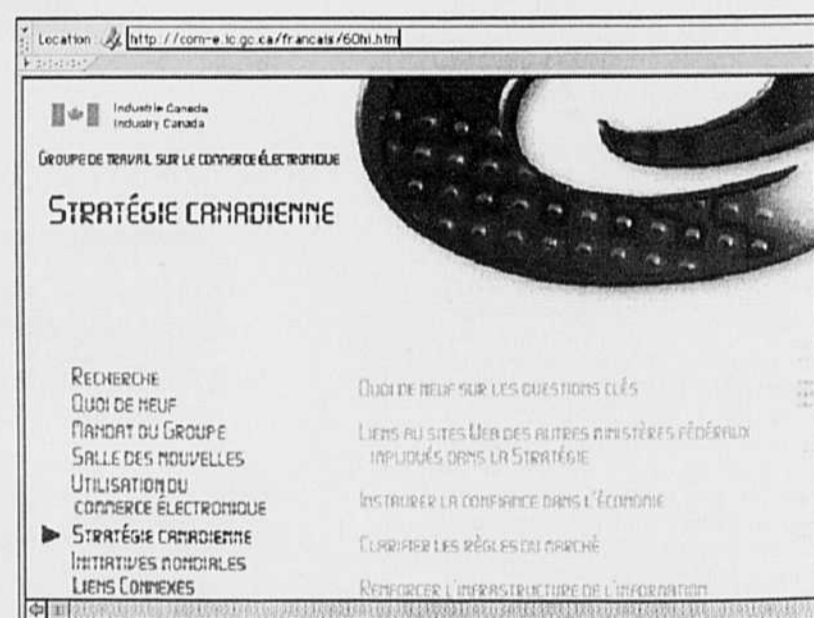 Location : http://com-e.ic.gc.ca/francais/60hi.htm
Industrie Canada
Industry Canada
GROUPE DE TRAVAIL SUR LE COMMERCE ÉLECTRONIQUE
STRATÉGIE CANADIENNE
RECHERCHE
QUOI DE NEUF
MANDAT DU GROUPE
SALLE DES NOUVELLES
UTILISATION DU
COMMERCE ÉLECTRONIQUE
STRATÉGIE CANADIENNE
INITIATIVES MONDIALES
LIENS CONNEXES
QUOI DE NEUF SUR LES QUESTIONS CLÉS
LIENS AU SITES WEB DES AUTRES MINISTÈRES FÉDÉRAUX
IMPLIQUÉS DANS LA STRATÉGIE
INSTAURER LA CONFIANCE DANS L'ÉCONOMIE
CLARIFIER LES RÈGLES DU MARCHÉ
RENFORCER L'INFRASTRUCTURE DE L'INFORMATION